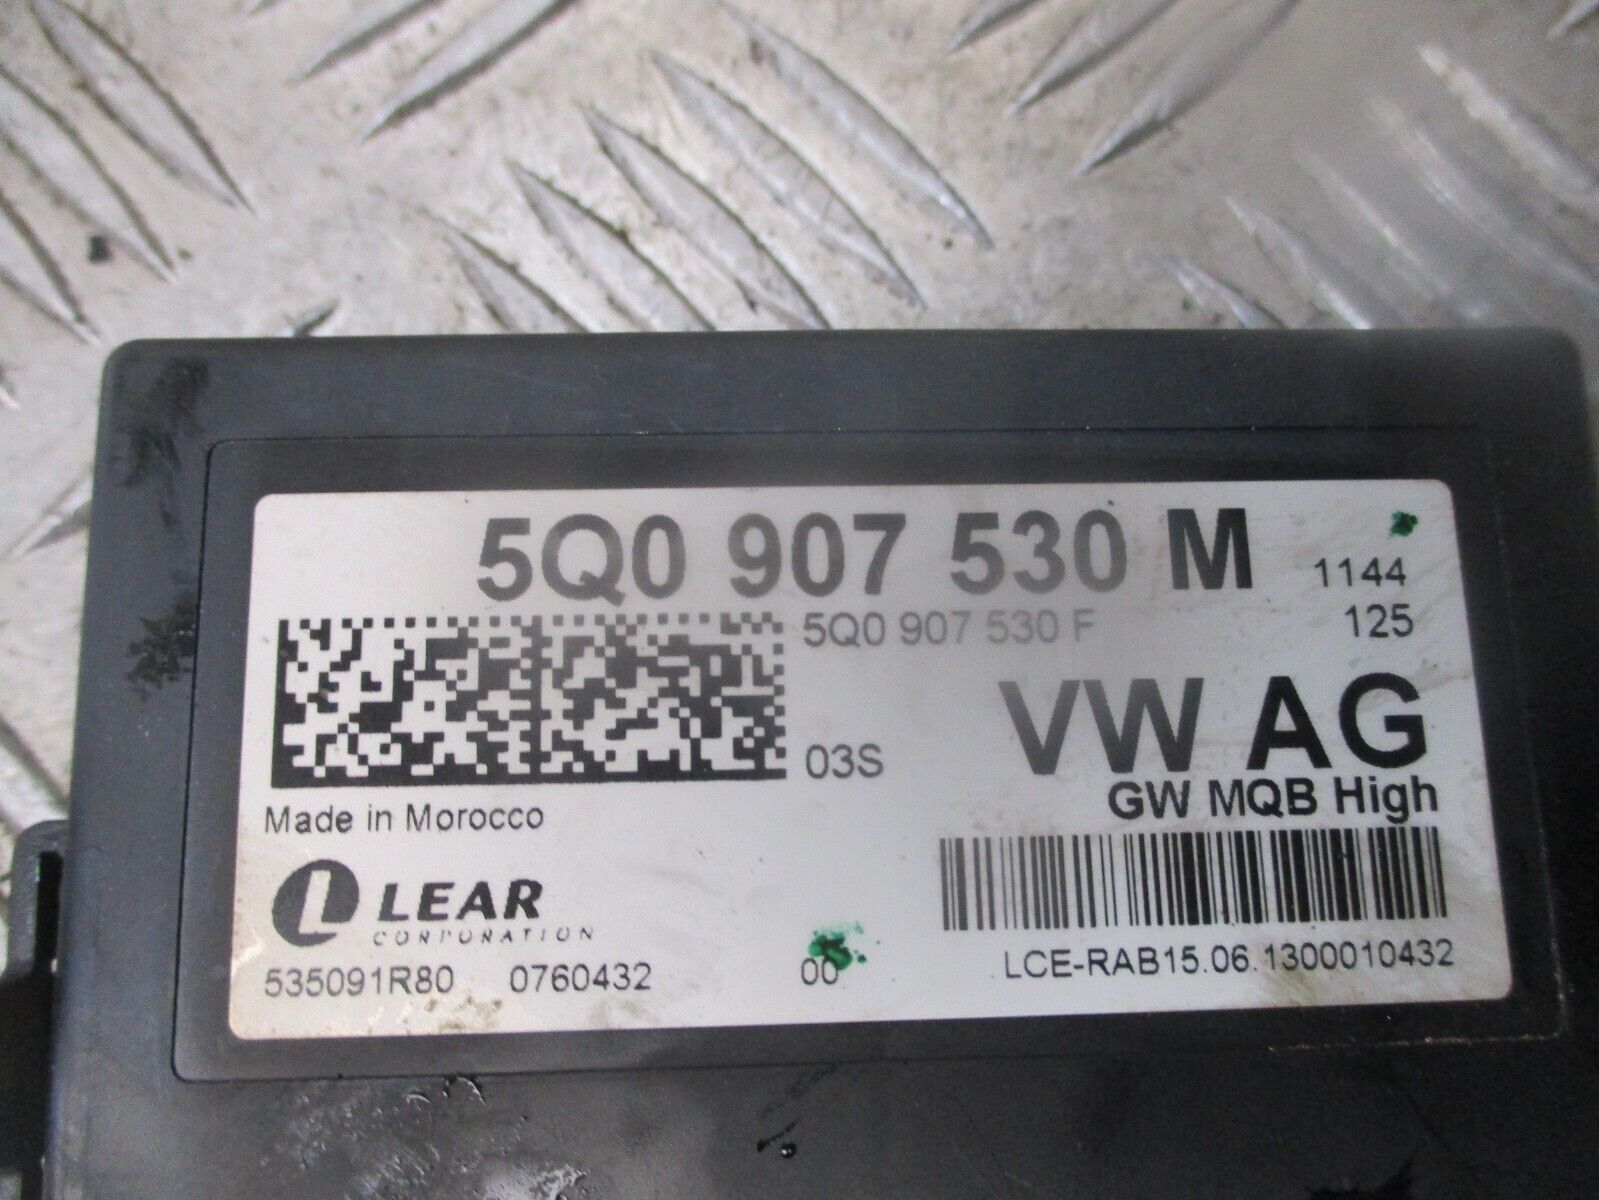 5Q0 907 530 M 1144
5Q0 907 530 F 125
VW AG
03S
GW MQB High
Made in Morocco
L LEAR
CORPORATION
535091R80 0760432 00 LCE-RAB15.06.1300010432